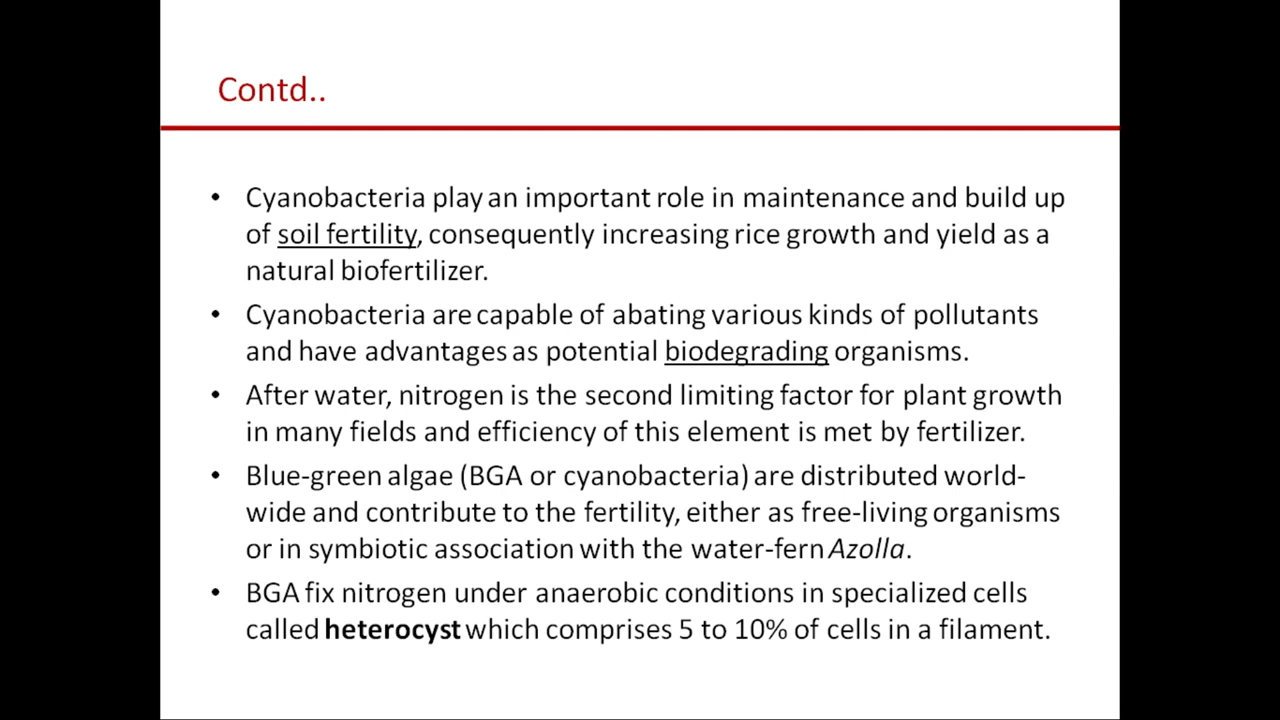 Contd..
• Cyanobacteria play an important role in maintenance and build up
of soil fertility, consequently increasing rice growth and yield as a
natural biofertilizer.
• Cyanobacteria are capable of abating various kinds of pollutants
and have advantages as potential biodegrading organisms.
• After water, nitrogen is the second limiting factor for plant growth
in many fields and efficiency of this element is met by fertilizer.
• Blue-green algae (BGA or cyanobacteria) are distributed world-
wide and contribute to the fertility, either as free-living organisms
or in symbiotic association with the water-fern Azolla.
• BGA fix nitrogen under anaerobic conditions in specialized cells
called heterocyst which comprises 5 to 10% of cells in a filament.